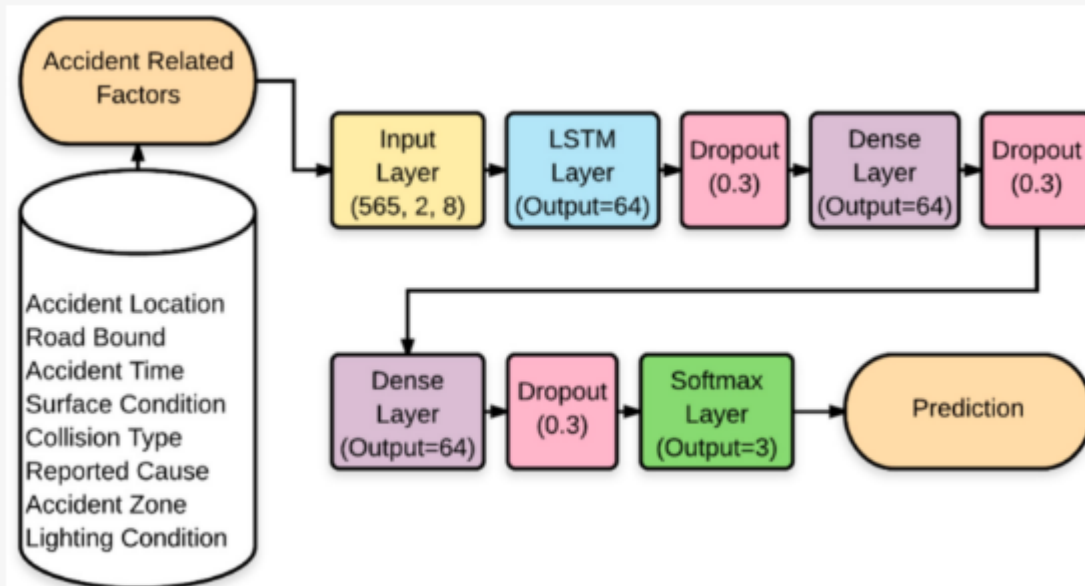 Accident Related
Factors
Accident Location
Road Bound
Accident Time
Surface Condition
Collision Type
Reported Cause
Accident Zone
Lighting Condition
Input
Layer
(565, 2, 8)
LSTM
Layer
(Output=64)
Dropout
(0.3)
Dense
Layer
(Output=64)
Dropout
(0.3)
Dense
Layer
(Output=64)
Dropout
(0.3)
Softmax
Layer
(Output=3)
Prediction